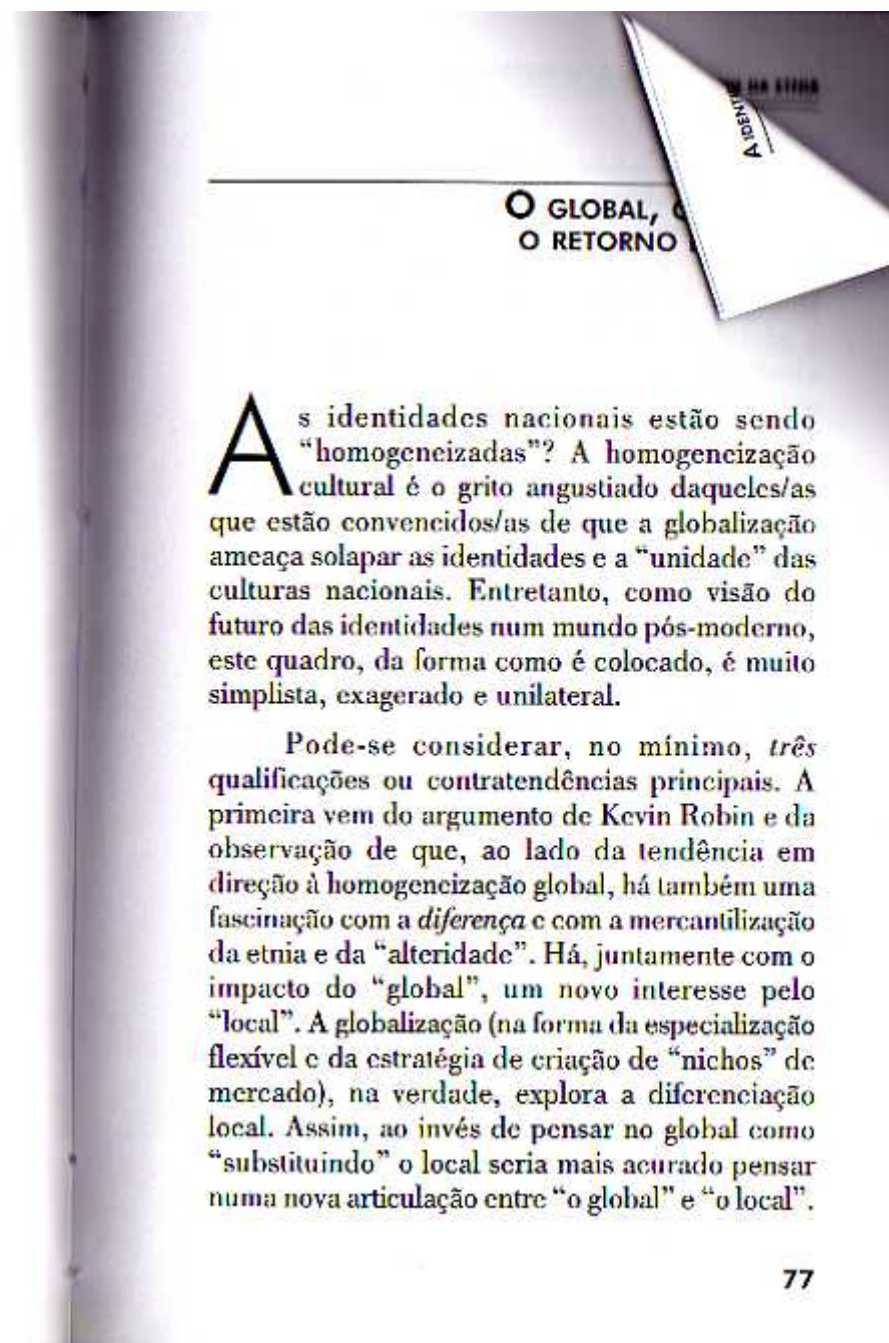 A IDENT
O GLOBAL,
O RETORNO
As identidades nacionais estão sendo
“homogeneizadas”? A homogeneização
cultural é o grito angustiado daqueles/as
que estão convencidos/as de que a globalização
ameaça solapar as identidades e a “unidade” das
culturas nacionais. Entretanto, como visão do
futuro das identidades num mundo pós-moderno,
este quadro, da forma como é colocado, é muito
simplista, exagerado e unilateral.
Pode-se considerar, no mínimo, três
qualificações ou contratendências principais. A
primeira vem do argumento de Kevin Robin e da
observação de que, ao lado da tendência em
direção à homogeneização global, há também uma
fascinação com a diferença e com a mercantilização
da etnia e da “alteridade”. Há, juntamente com o
impacto do “global”, um novo interesse pelo
“local”. A globalização (na forma da especialização
flexível e da estratégia de criação de “nichos” de
mercado), na verdade, explora a diferenciação
local. Assim, ao invés de pensar no global como
“substituindo” o local seria mais acurado pensar
numa nova articulação entre “o global” e “o local”.
77